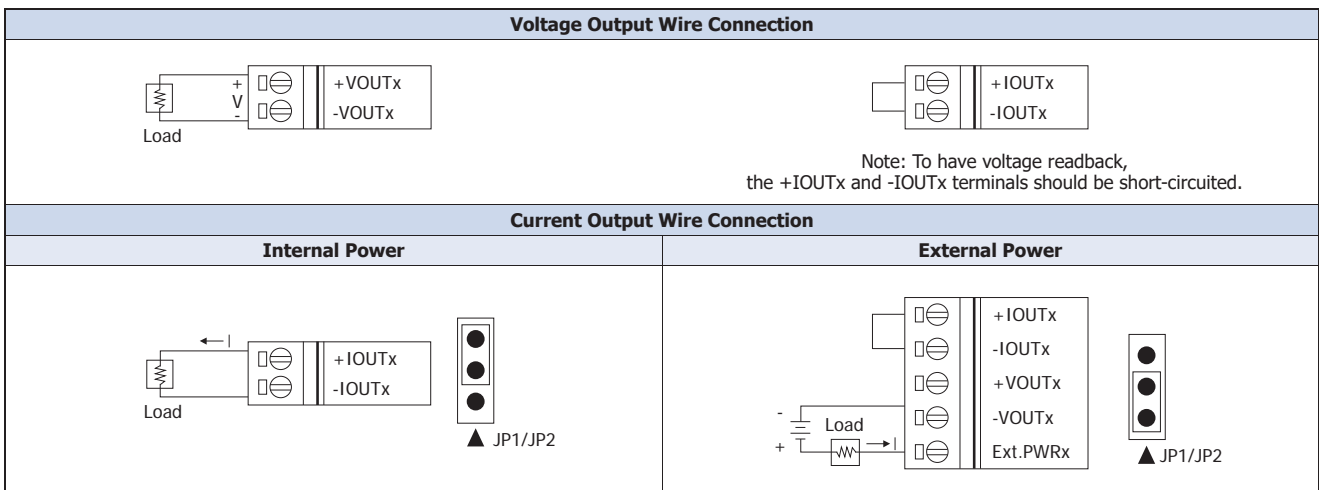 Voltage Output Wire Connection
+
V
-
Load
+VOUTx
-VOUTx
+IOUTx
-IOUTx
Note: To have voltage readback,
the +IOUTx and -IOUTx terminals should be short-circuited.
Current Output Wire Connection
Internal Power
External Power
I
Load
+IOUTx
-IOUTx
JP1/JP2
+IOUTx
-IOUTx
+VOUTx
-VOUTx
Ext.PWRx
-
+
Load
I
JP1/JP2